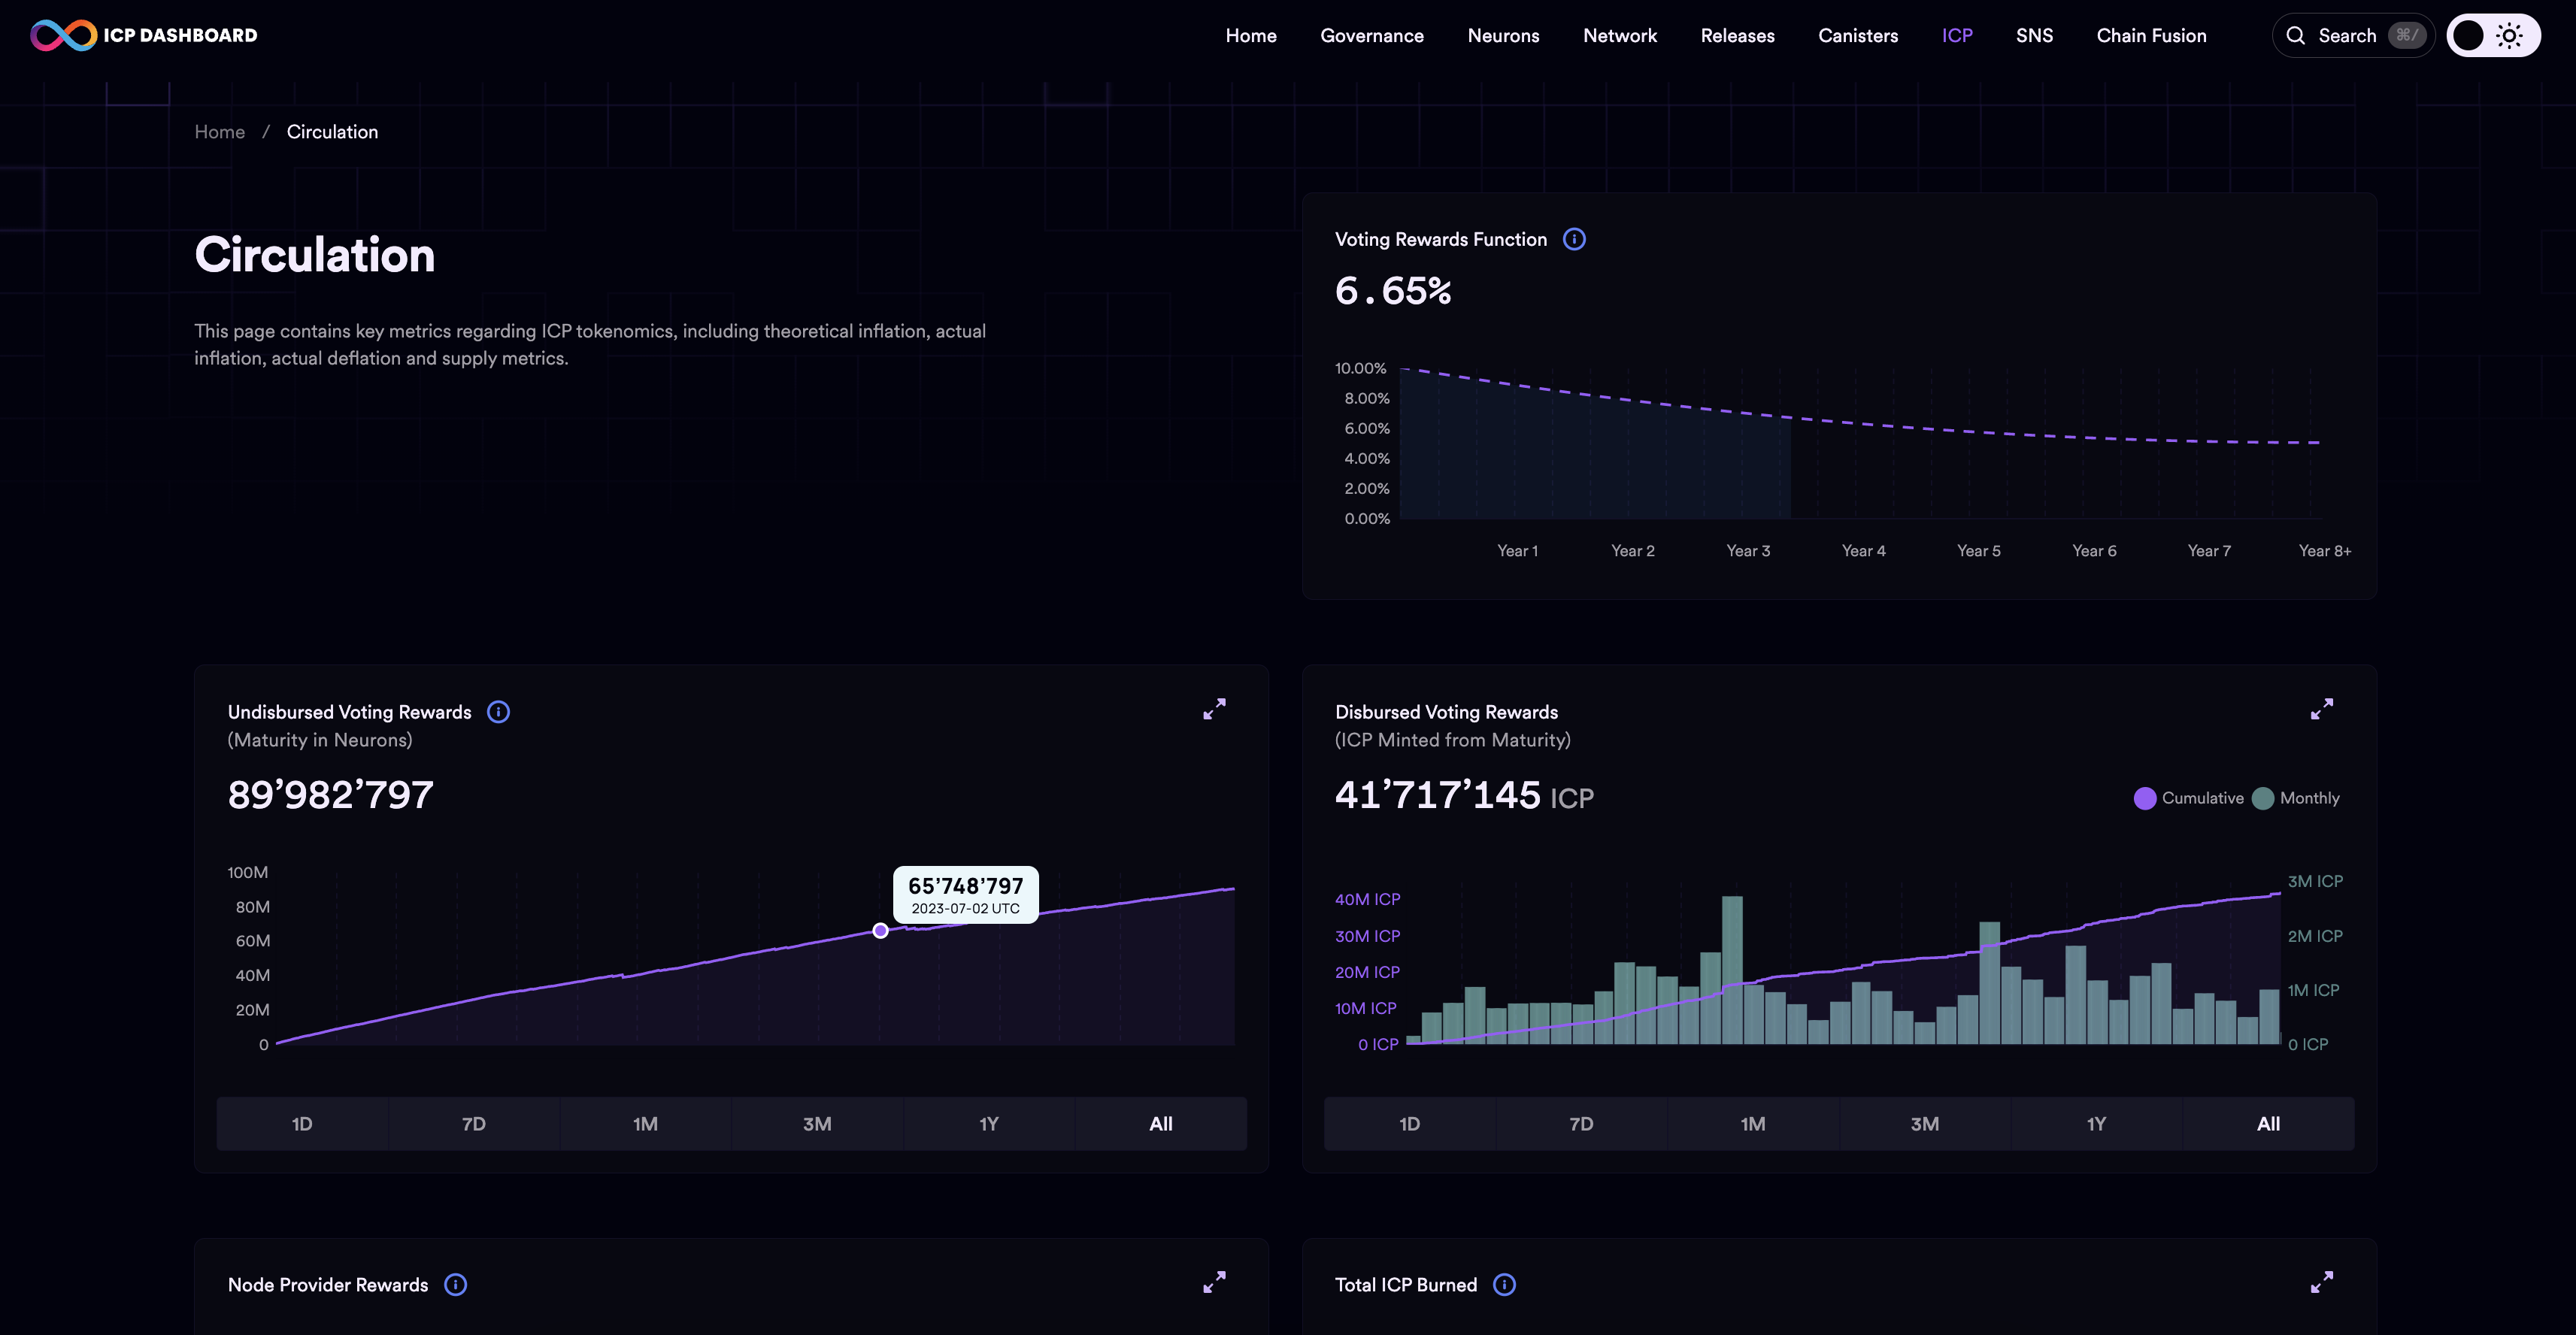 ICP DASHBOARD
Home Governance Neurons Network Releases Canisters ICP SNS Chain Fusion Search ⌘/
Home / Circulation
Circulation
This page contains key metrics regarding ICP tokenomics, including theoretical inflation, actual
inflation, actual deflation and supply metrics.
Voting Rewards Function
6.65%
10.00%
8.00%
6.00%
4.00%
2.00%
0.00%
Year 1 Year 2 Year 3 Year 4 Year 5 Year 6 Year 7 Year 8+
Undisbursed Voting Rewards
(Maturity in Neurons)
89’982’797
65’748’797
2023-07-02 UTC
100M
80M
60M
40M
20M
0
1D 7D 1M 3M 1Y All
Disbursed Voting Rewards
(ICP Minted from Maturity)
41’717’145 ICP
Cumulative Monthly
40M ICP
30M ICP
20M ICP
10M ICP
0 ICP
3M ICP
2M ICP
1M ICP
0 ICP
1D 7D 1M 3M 1Y All
Node Provider Rewards
Total ICP Burned